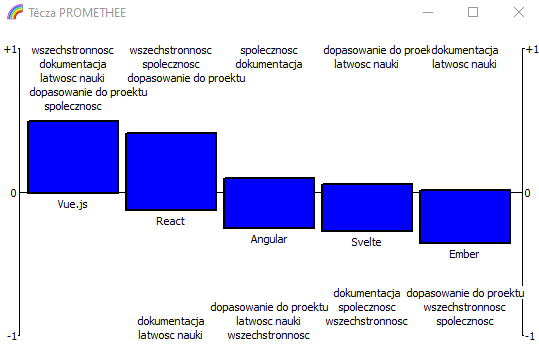 Tęcza PROMETHEE
+1 wszechstronnosc wszechstronnosc spolecznosc dopasowanie do proek dokumentacja +1
dokumentacja spolecznosc dokumentacja latwosc nauki latwosc nauki
latwosc nauki dopasowanie do proektu
dopasowanie do proektu
spolecznosc
0 0
Vue.js
React
Angular
Svelte
Ember
dokumentacja dopasowanie do proektu
dopasowanie do proektu spolecznosc wszechstronnosc
dokumentacja latwosc nauki wszechstronnosc spolecznosc
-1 latwosc nauki wszechstronnosc -1